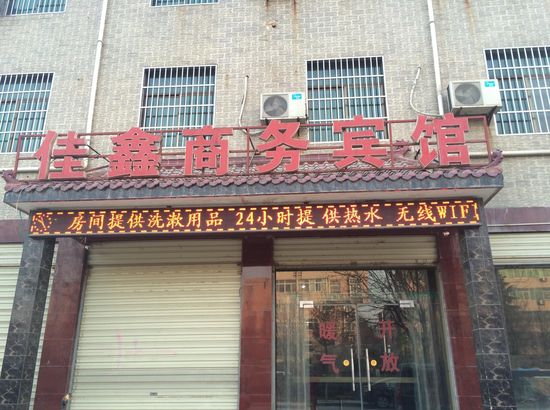 佳鑫商务宾馆
房间提供洗漱用品 24小时提供热水 无线WIF
暖气开放